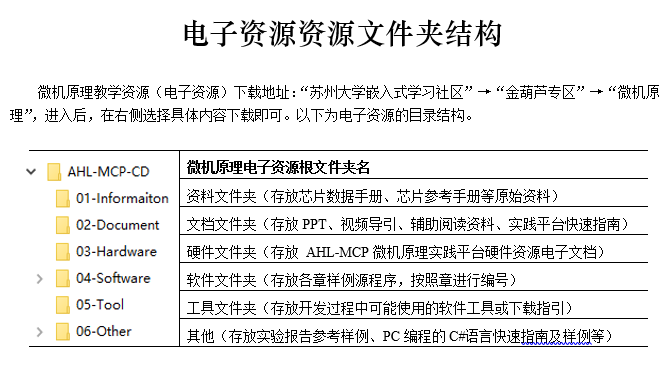 电子资源资源文件夹结构
微机原理教学资源（电子资源）下载地址：“苏州大学嵌入式学习社区”→“金葫芦专区”→“微机原
理”，进入后，在右侧选择具体内容下载即可。以下为电子资源的目录结构。
AHL-MCP-CD 微机原理电子资源根文件夹名
01-Informaiton 资料文件夹（存放芯片数据手册、芯片参考手册等原始资料）
02-Document 文档文件夹（存放 PPT、视频导引、辅助阅读资料、实践平台快速指南）
03-Hardware 硬件文件夹（存放 AHL-MCP 微机原理实践平台硬件资源电子文档）
04-Software 软件文件夹（存放各章样例源程序，按照章进行编号）
05-Tool 工具文件夹（存放开发过程中可能使用的软件工具或下载指引）
06-Other 其他（存放实验报告参考样例、PC 编程的 C#语言快速指南及样例等）